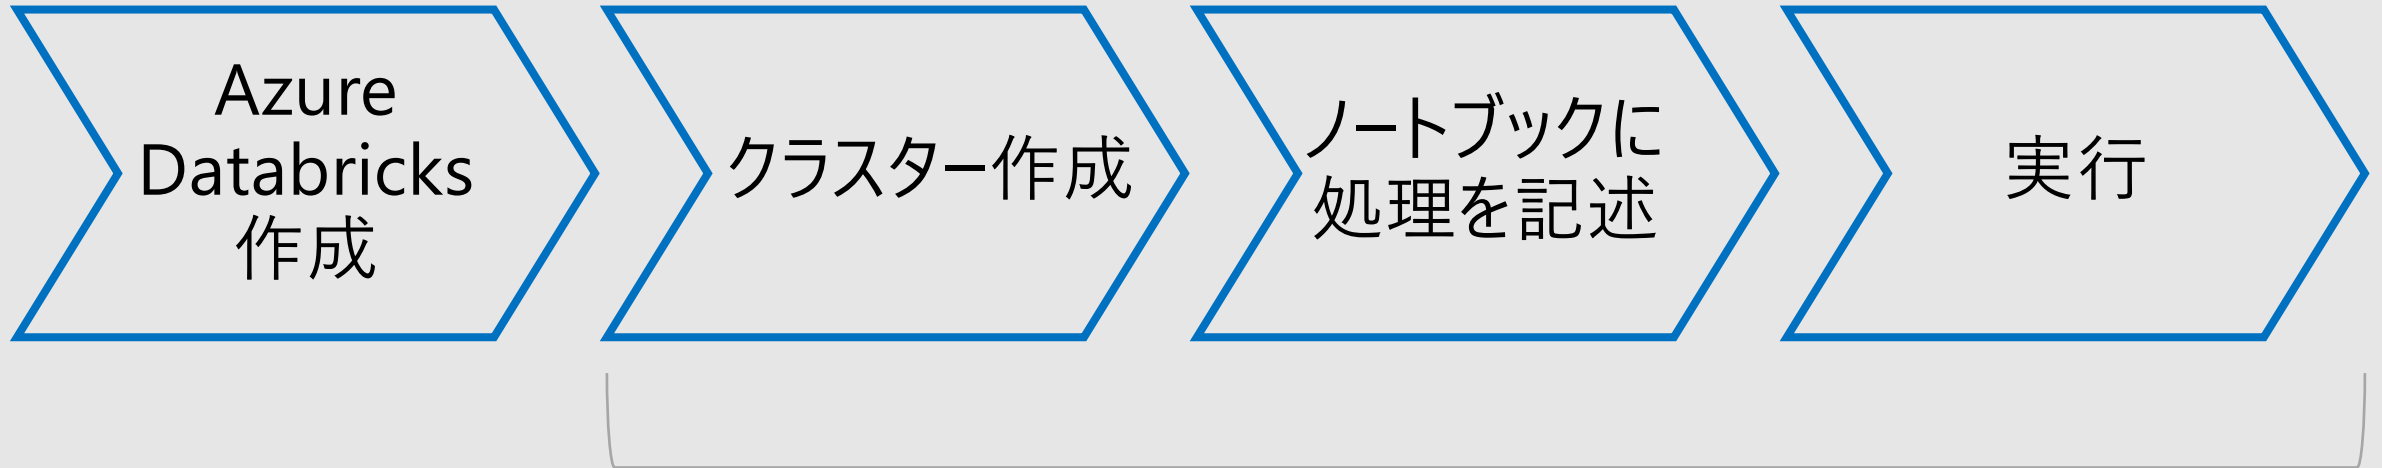 Azure
Databricks
作成
クラスター作成
ノートブックに
処理を記述
実行